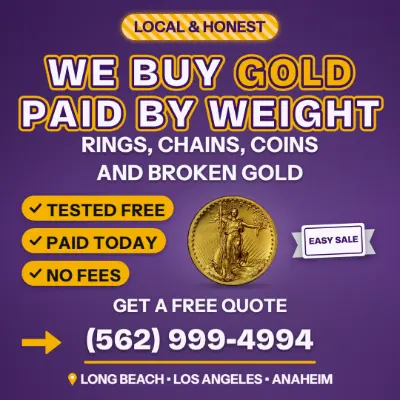 LOCAL & HONEST
WE BUY GOLD
PAID BY WEIGHT
RINGS, CHAINS, COINS
AND BROKEN GOLD
TESTED FREE
PAID TODAY
NO FEES
EASY SALE
GET A FREE QUOTE
(562) 999-4994
LONG BEACH • LOS ANGELES • ANAHEIM